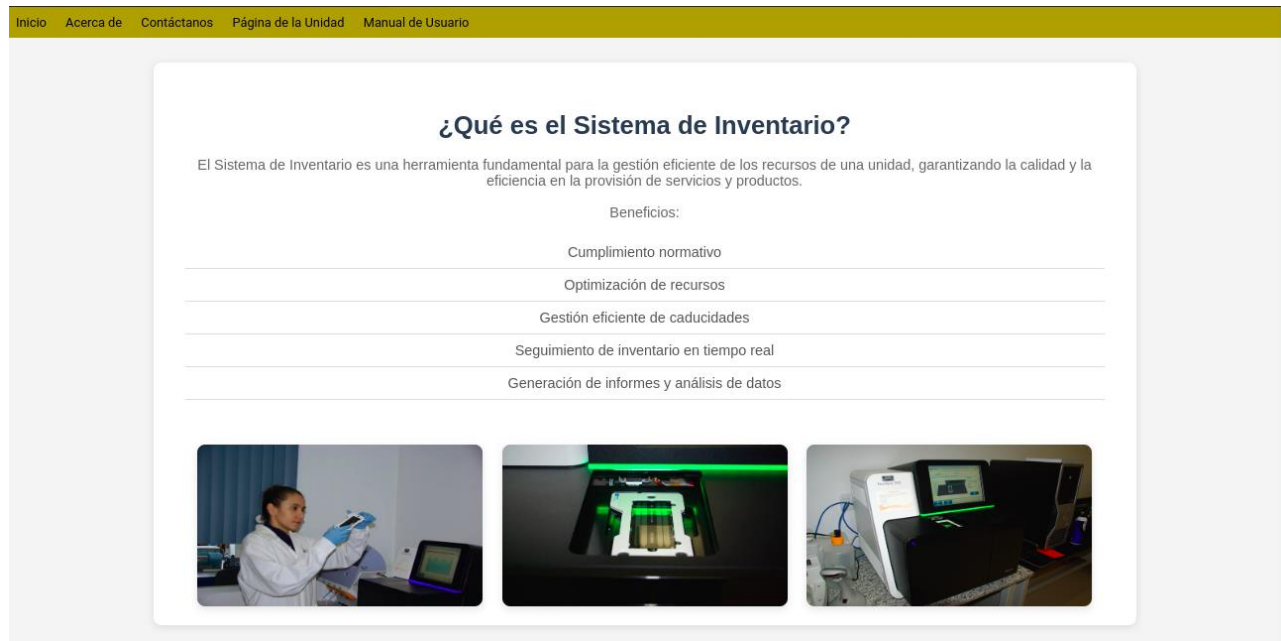 Inicio Acerca de Contáctanos Página de la Unidad Manual de Usuario
¿Qué es el Sistema de Inventario?
El Sistema de Inventario es una herramienta fundamental para la gestión eficiente de los recursos de una unidad, garantizando la calidad y la
eficiencia en la provisión de servicios y productos.
Beneficios:
Cumplimiento normativo
Optimización de recursos
Gestión eficiente de caducidades
Seguimiento de inventario en tiempo real
Generación de informes y análisis de datos